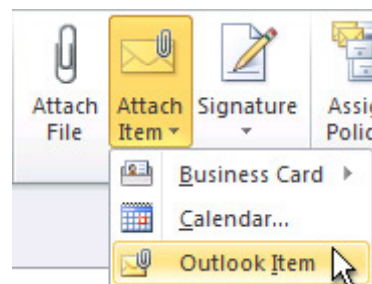 Attach File
Attach Item
Signature
Business Card
Calendar...
Outlook Item